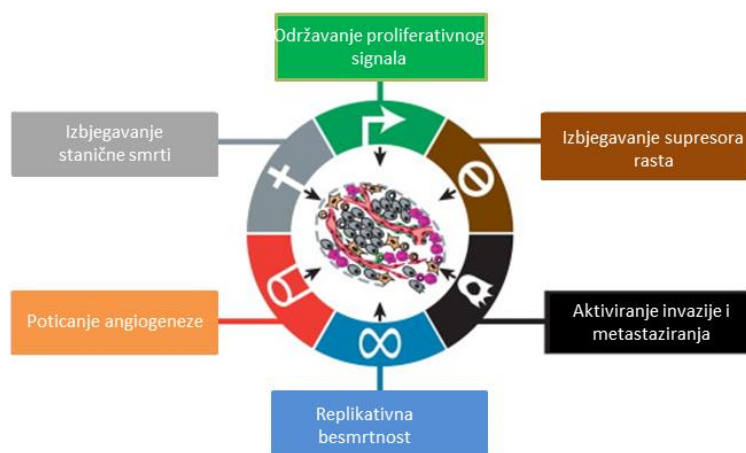 Održavanje proliferativnog
signala
Izbjegavanje
stanične smrti
Izbjegavanje supresora
rasta
Poticanje angiogeneze
Aktiviranje invazije i
metastaziranja
Replikativna
besmrtnost